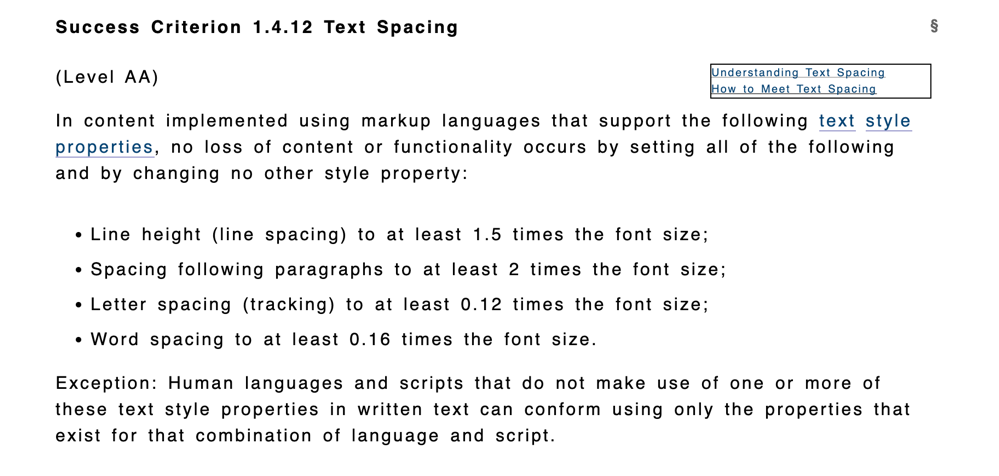 Success Criterion 1.4.12 Text Spacing
§
(Level AA)
Understanding Text Spacing
How to Meet Text Spacing
In content implemented using markup languages that support the following text style
properties, no loss of content or functionality occurs by setting all of the following
and by changing no other style property:
• Line height (line spacing) to at least 1.5 times the font size;
• Spacing following paragraphs to at least 2 times the font size;
• Letter spacing (tracking) to at least 0.12 times the font size;
• Word spacing to at least 0.16 times the font size.
Exception: Human languages and scripts that do not make use of one or more of
these text style properties in written text can conform using only the properties that
exist for that combination of language and script.